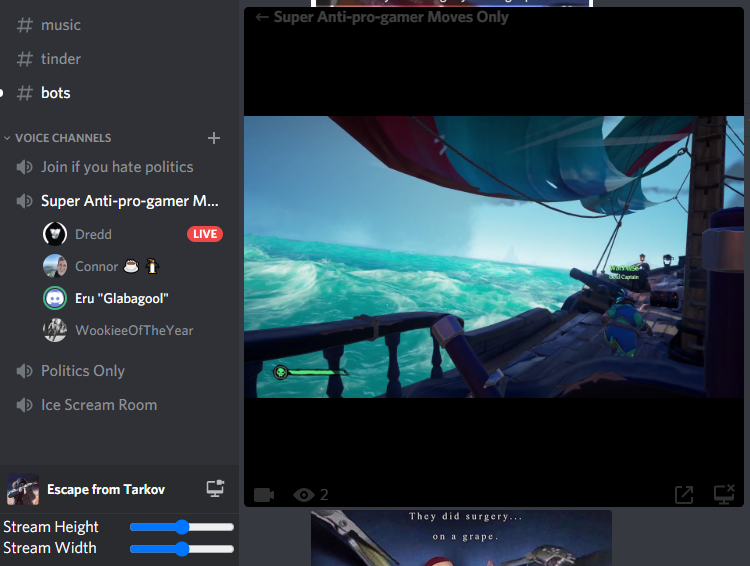 music
tinder
bots
VOICE CHANNELS
Join if you hate politics
Super Anti-pro-gamer M...
Dredd
LIVE
Connor
Eru "Glabagool"
WookieeOfTheYear
Politics Only
Ice Scream Room
Escape from Tarkov
Stream Height
Stream Width
← Super Anti-pro-gamer Moves Only
2
They did surgery...
on a grape.